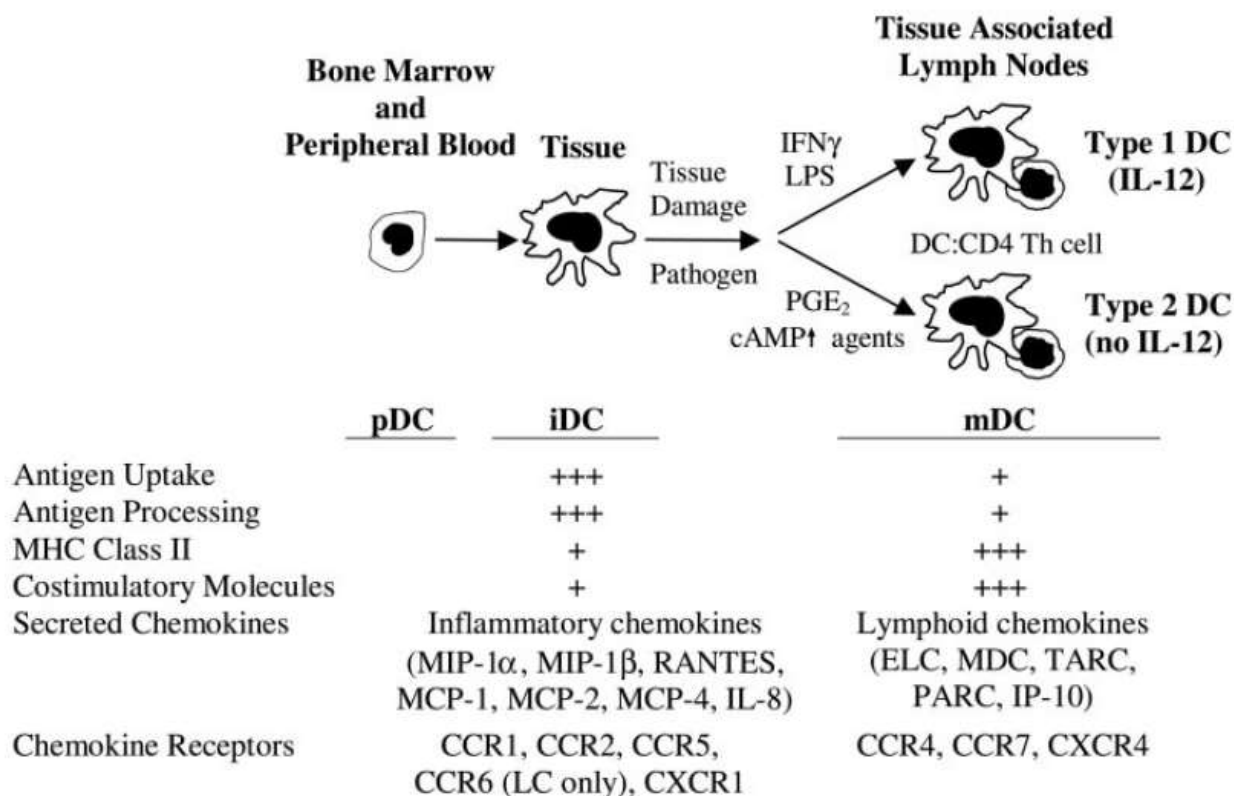 Tissue Associated
Lymph Nodes
Bone Marrow
and
Peripheral Blood
Tissue
Tissue
Damage
Pathogen
IFNγ
LPS
PGE₂
cAMP↑ agents
Type 1 DC
(IL-12)
DC:CD4 Th cell
Type 2 DC
(no IL-12)
pDC iDC mDC
Antigen Uptake +++ +
Antigen Processing +++ +
MHC Class II + +++
Costimulatory Molecules + +++
Secreted Chemokines Inflammatory chemokines Lymphoid chemokines
(MIP-1α, MIP-1β, RANTES, (ELC, MDC, TARC,
MCP-1, MCP-2, MCP-4, IL-8) PARC, IP-10)
Chemokine Receptors CCR1, CCR2, CCR5, CCR4, CCR7, CXCR4
CCR6 (LC only), CXCR1